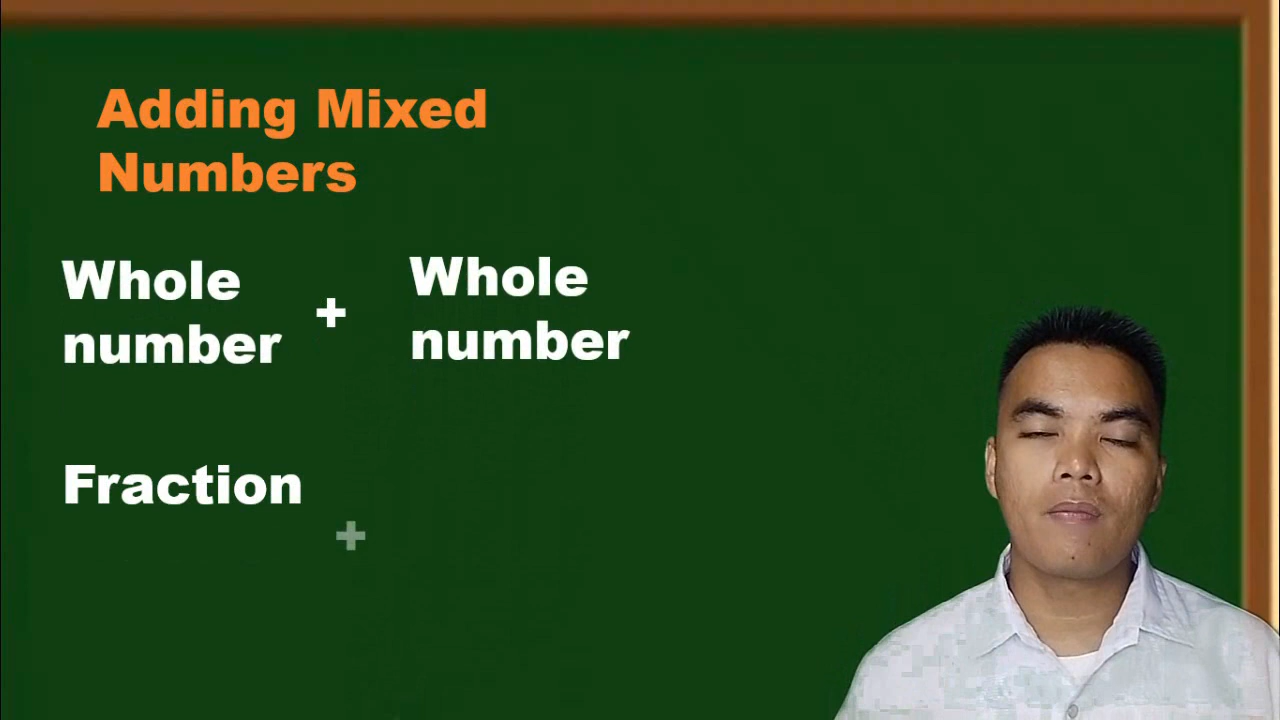 Adding Mixed
Numbers
Whole
number
+
Whole
number
Fraction
+